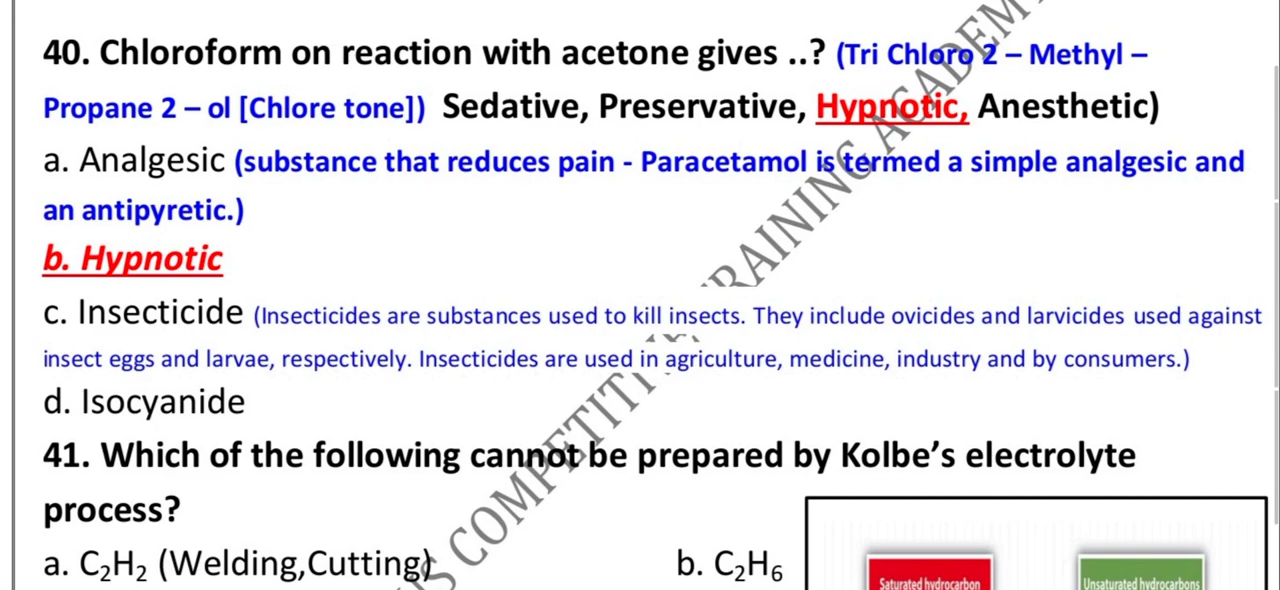 40. Chloroform on reaction with acetone gives ..? (Tri Chloro 2 – Methyl –
Propane 2 – ol [Chlore tone]) Sedative, Preservative, Hypnotic, Anesthetic)
a. Analgesic (substance that reduces pain - Paracetamol is termed a simple analgesic and
an antipyretic.)
b. Hypnotic
c. Insecticide (Insecticides are substances used to kill insects. They include ovicides and larvicides used against
insect eggs and larvae, respectively. Insecticides are used in agriculture, medicine, industry and by consumers.)
d. Isocyanide
41. Which of the following cannot be prepared by Kolbe’s electrolyte
process?
a. C₂H₂ (Welding,Cutting) b. C₂H₆
Saturated hydrocarbon Unsaturated hydrocarbons